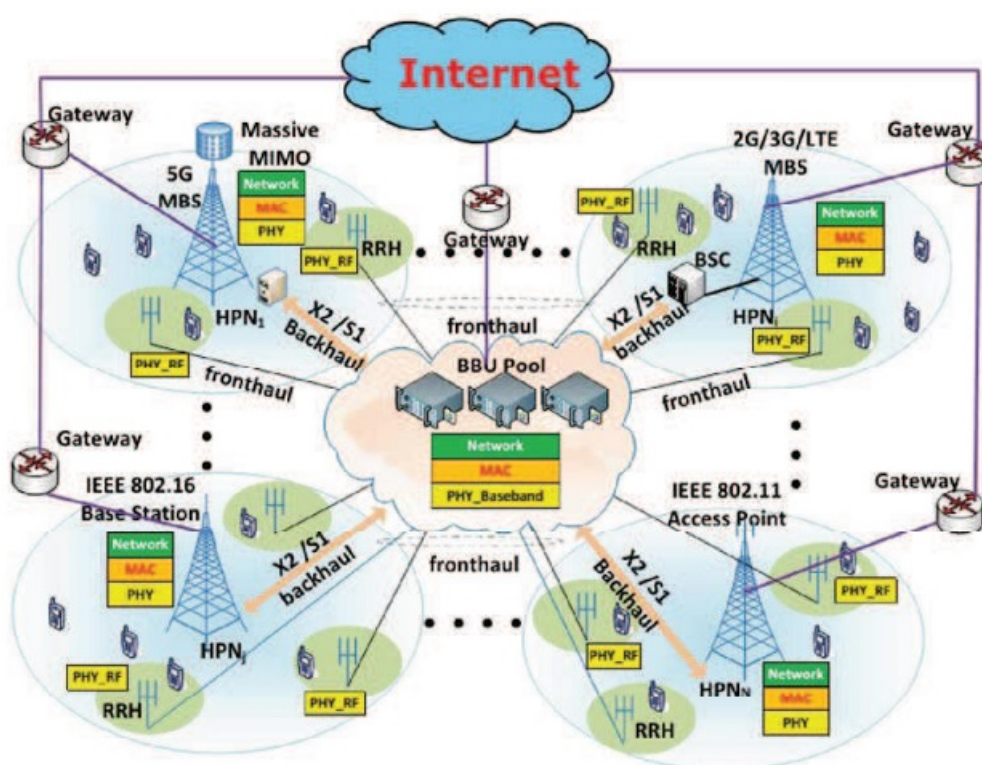 Internet
Gateway
Massive
MIMO
5G
MBS
Network
MAC
PHY
PHY_RF
RRH
HPN1
PHY_RF
X2 /S1
Backhaul
fronthaul
Gateway
2G/3G/LTE
MBS
Gateway
Network
MAC
PHY
PHY_RF
RRH
BSC
HPNi
PHY_RF
X2 /S1
backhaul
fronthaul
fronthaul
BBU Pool
Network
MAC
PHY_Baseband
Gateway
IEEE 802.16
Base Station
Network
MAC
PHY
X2 /S1
backhaul
HPNj
PHY_RF
RRH
PHY_RF
fronthaul
IEEE 802.11
Access Point
Gateway
X2 /S1
Backhaul
PHY_RF
PHY_RF
RRH
HPNN
Network
MAC
PHY